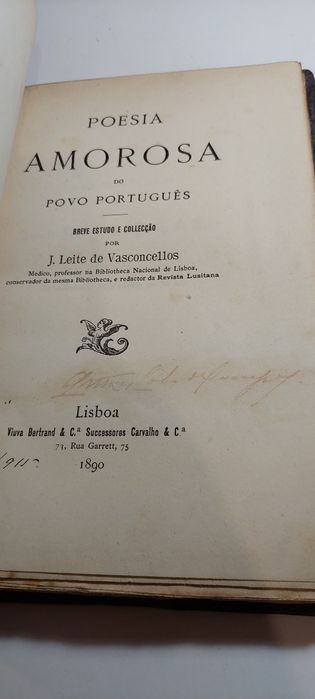 POESIA
AMOROSA
DO
POVO PORTUGUÊS
BREVE ESTUDO E COLLECÇÃO
POR
J. Leite de Vasconcellos
Medico, professor na Bibliotheca Nacional de Lisboa,
conservador da mesma Bibliotheca, e redactor da Revista Lusitana
Lisboa
Viuva Bertrand & C.ª Successores Carvalho & C.ª
73, Rua Garrett, 75
1890